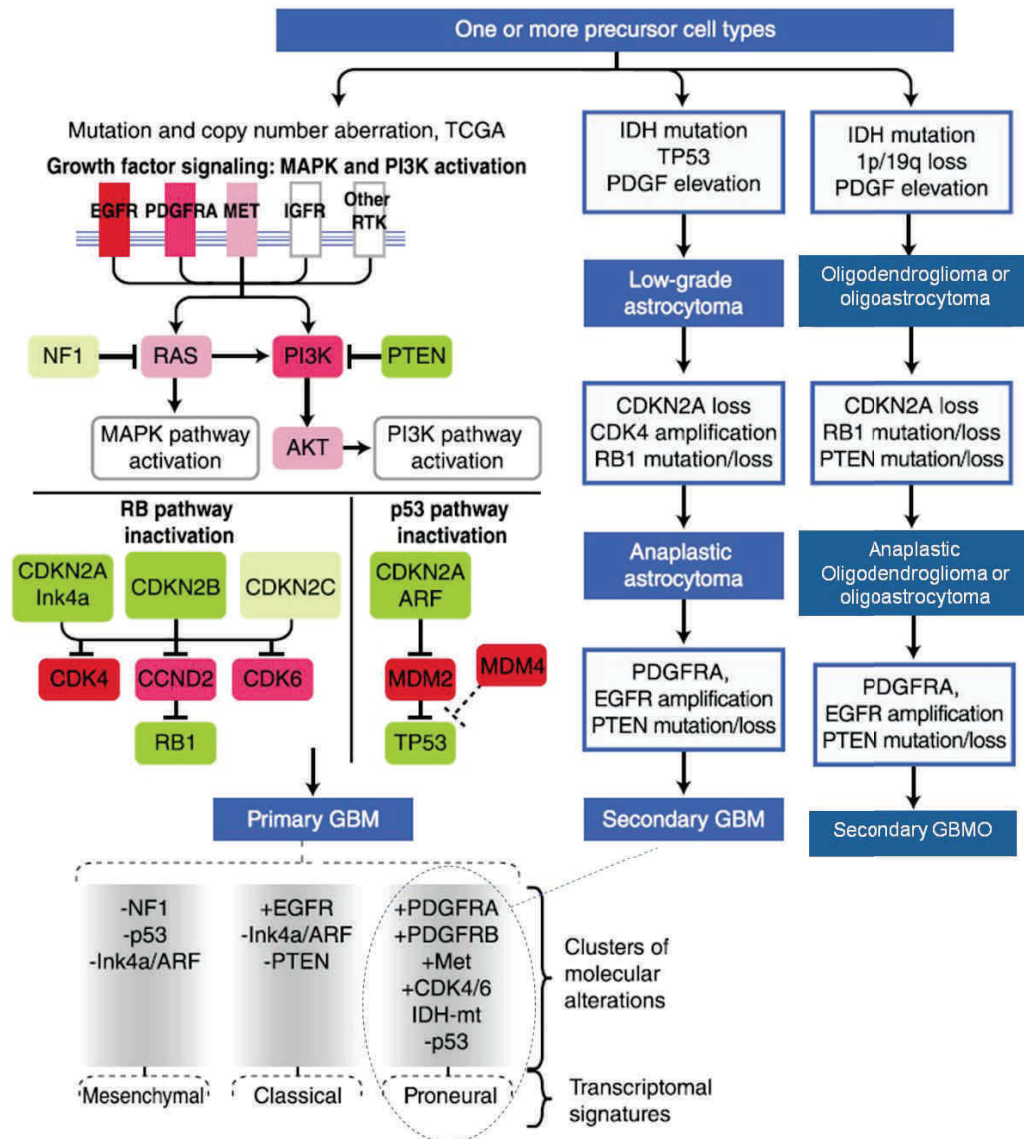 One or more precursor cell types
Mutation and copy number aberration, TCGA
Growth factor signaling: MAPK and PI3K activation
EGFR
PDGFRA
MET
IGFR
Other
RTK
NF1
RAS
PI3K
PTEN
MAPK pathway
activation
AKT
PI3K pathway
activation
RB pathway
inactivation
CDKN2A
Ink4a
CDKN2B
CDKN2C
CDK4
CCND2
CDK6
RB1
p53 pathway
inactivation
CDKN2A
ARF
MDM2
MDM4
TP53
Primary GBM
IDH mutation
TP53
PDGF elevation
Low-grade
astrocytoma
CDKN2A loss
CDK4 amplification
RB1 mutation/loss
Anaplastic
astrocytoma
PDGFRA,
EGFR amplification
PTEN mutation/loss
Secondary GBM
IDH mutation
1p/19q loss
PDGF elevation
Oligodendroglioma or
oligoastrocytoma
CDKN2A loss
RB1 mutation/loss
PTEN mutation/loss
Anaplastic
Oligodendroglioma or
oligoastrocytoma
PDGFRA,
EGFR amplification
PTEN mutation/loss
Secondary GBMO
-NF1
-p53
-Ink4a/ARF
Mesenchymal
+EGFR
-Ink4a/ARF
-PTEN
Classical
+PDGFRA
+PDGFRB
+Met
+CDK4/6
IDH-mt
-p53
Proneural
Clusters of
molecular
alterations
Transcriptomal
signatures